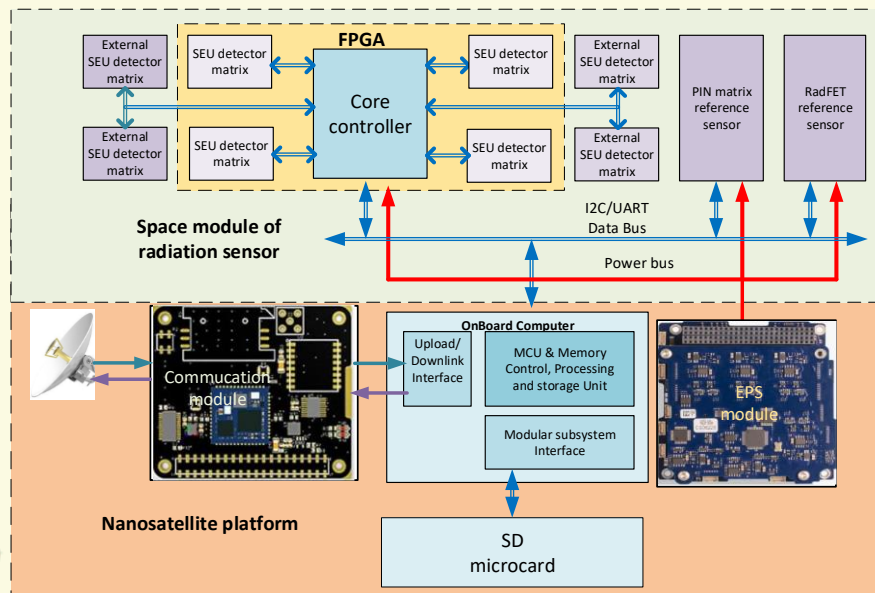 FPGA
External
SEU detector
matrix
SEU detector
matrix
Core
controller
SEU detector
matrix
External
SEU detector
matrix
PIN matrix
reference
sensor
RadFET
reference
sensor
External
SEU detector
matrix
SEU detector
matrix
SEU detector
matrix
External
SEU detector
matrix
Space module of
radiation sensor
I2C/UART
Data Bus
Power bus
OnBoard Computer
Upload/
Downlink
Interface
MCU & Memory
Control, Processing
and storage Unit
Modular subsystem
Interface
Commucation
module
EPS
module
Nanosatellite platform
SD
microcard